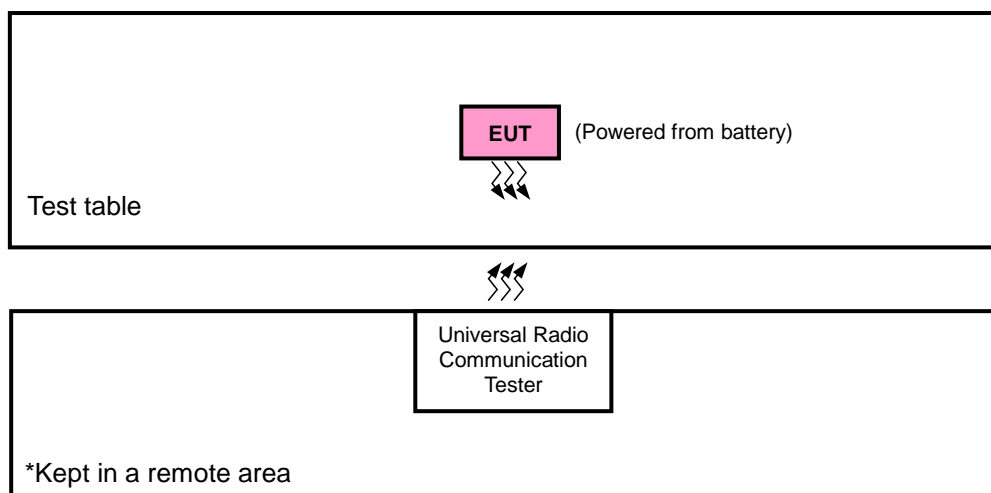 EUT
(Powered from battery)
Test table
Universal Radio
Communication
Tester
*Kept in a remote area